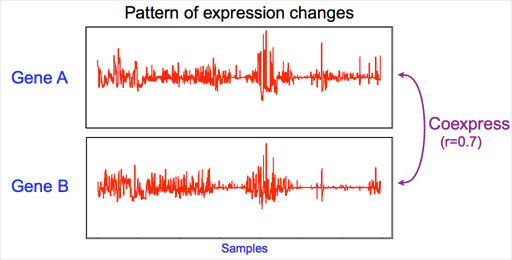 Pattern of expression changes
Gene A
Coexpress
(r=0.7)
Gene B
Samples